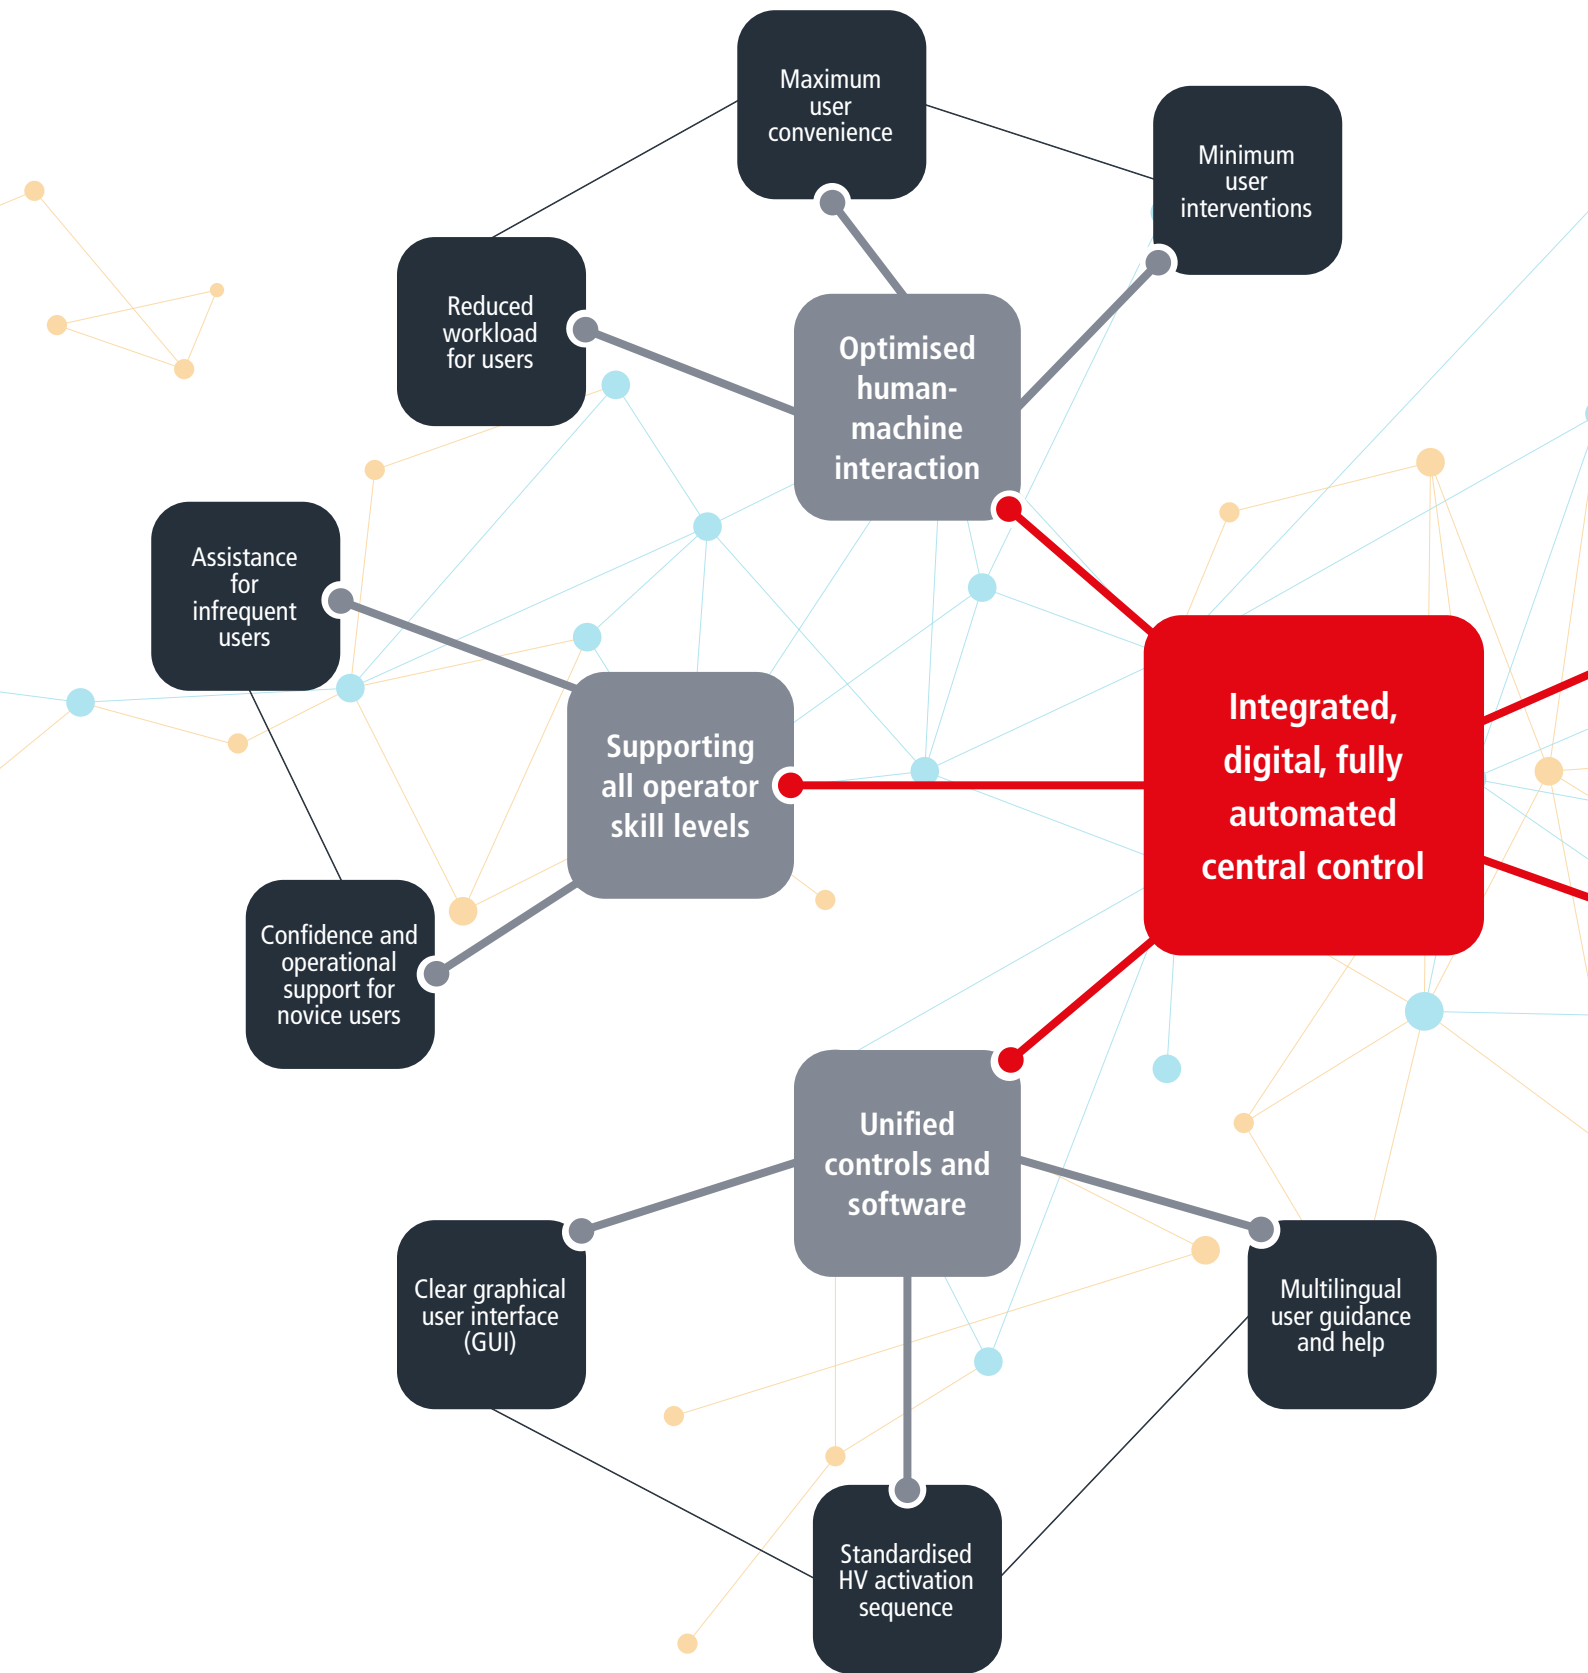 Maximum
user
convenience
Minimum
user
interventions
Reduced
workload
for users
Optimised
human-
machine
interaction
Assistance
for
infrequent
users
Supporting
all operator
skill levels
Integrated,
digital, fully
automated
central control
Confidence and
operational
support for
novice users
Unified
controls and
software
Clear graphical
user interface
(GUI)
Multilingual
user guidance
and help
Standardised
HV activation
sequence